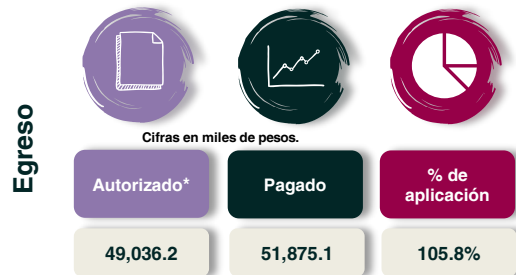 Egreso
Cifras en miles de pesos.
Autorizado*
Pagado
% de
aplicación
49,036.2
51,875.1
105.8%